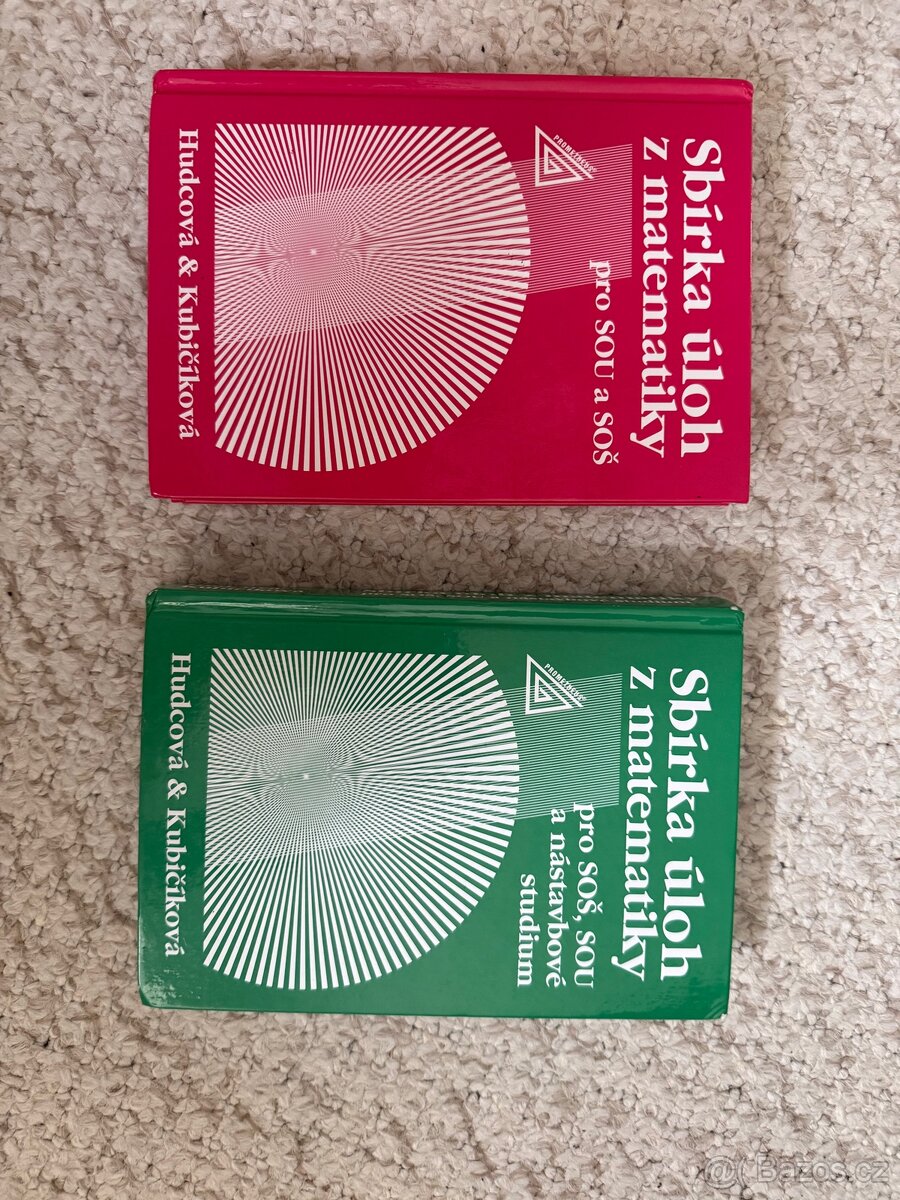 Sbírka úloh
z matematiky
pro SOU a SOŠ
PROMETHEUS
Hudcová & Kubičíková
Sbírka úloh
z matematiky
pro SOŠ, SOU
a nástavbové
studium
PROMETHEUS
Hudcová & Kubičíková
@ Bazos.cz